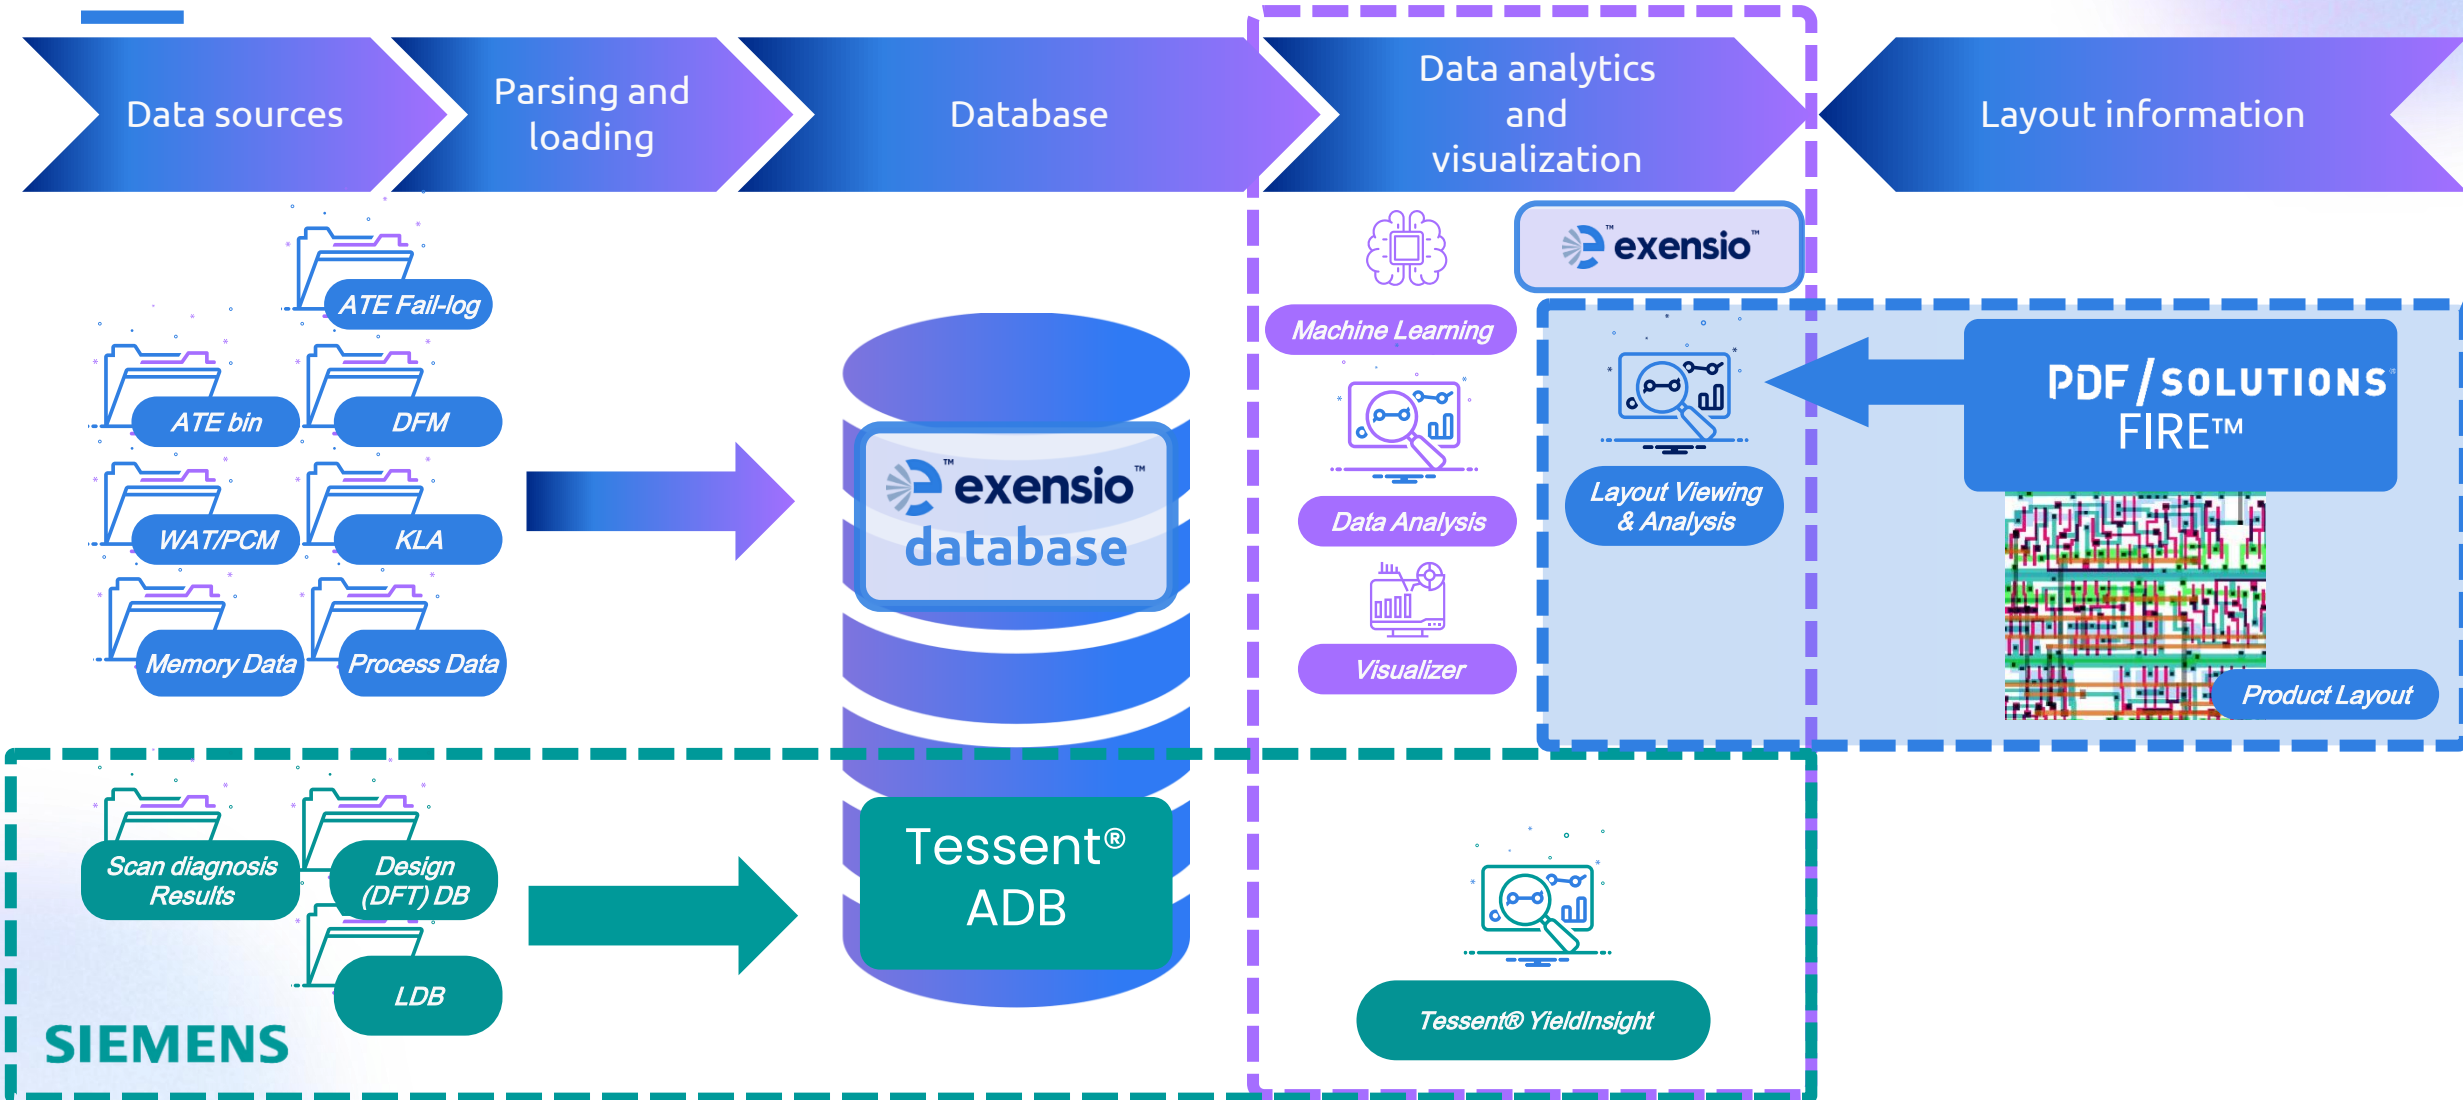 Data sources
Parsing and
loading
Database
Data analytics
and
visualization
Layout information
ATE Fail-log
ATE bin
DFM
WAT/PCM
KLA
Memory Data
Process Data
exensio™
database
Machine Learning
Data Analysis
Visualizer
exensio™
Layout Viewing
& Analysis
PDF/SOLUTIONS®
FIRE™
Product Layout
Scan diagnosis
Results
Design
(DFT) DB
LDB
SIEMENS
Tessent®
ADB
Tessent® YieldInsight